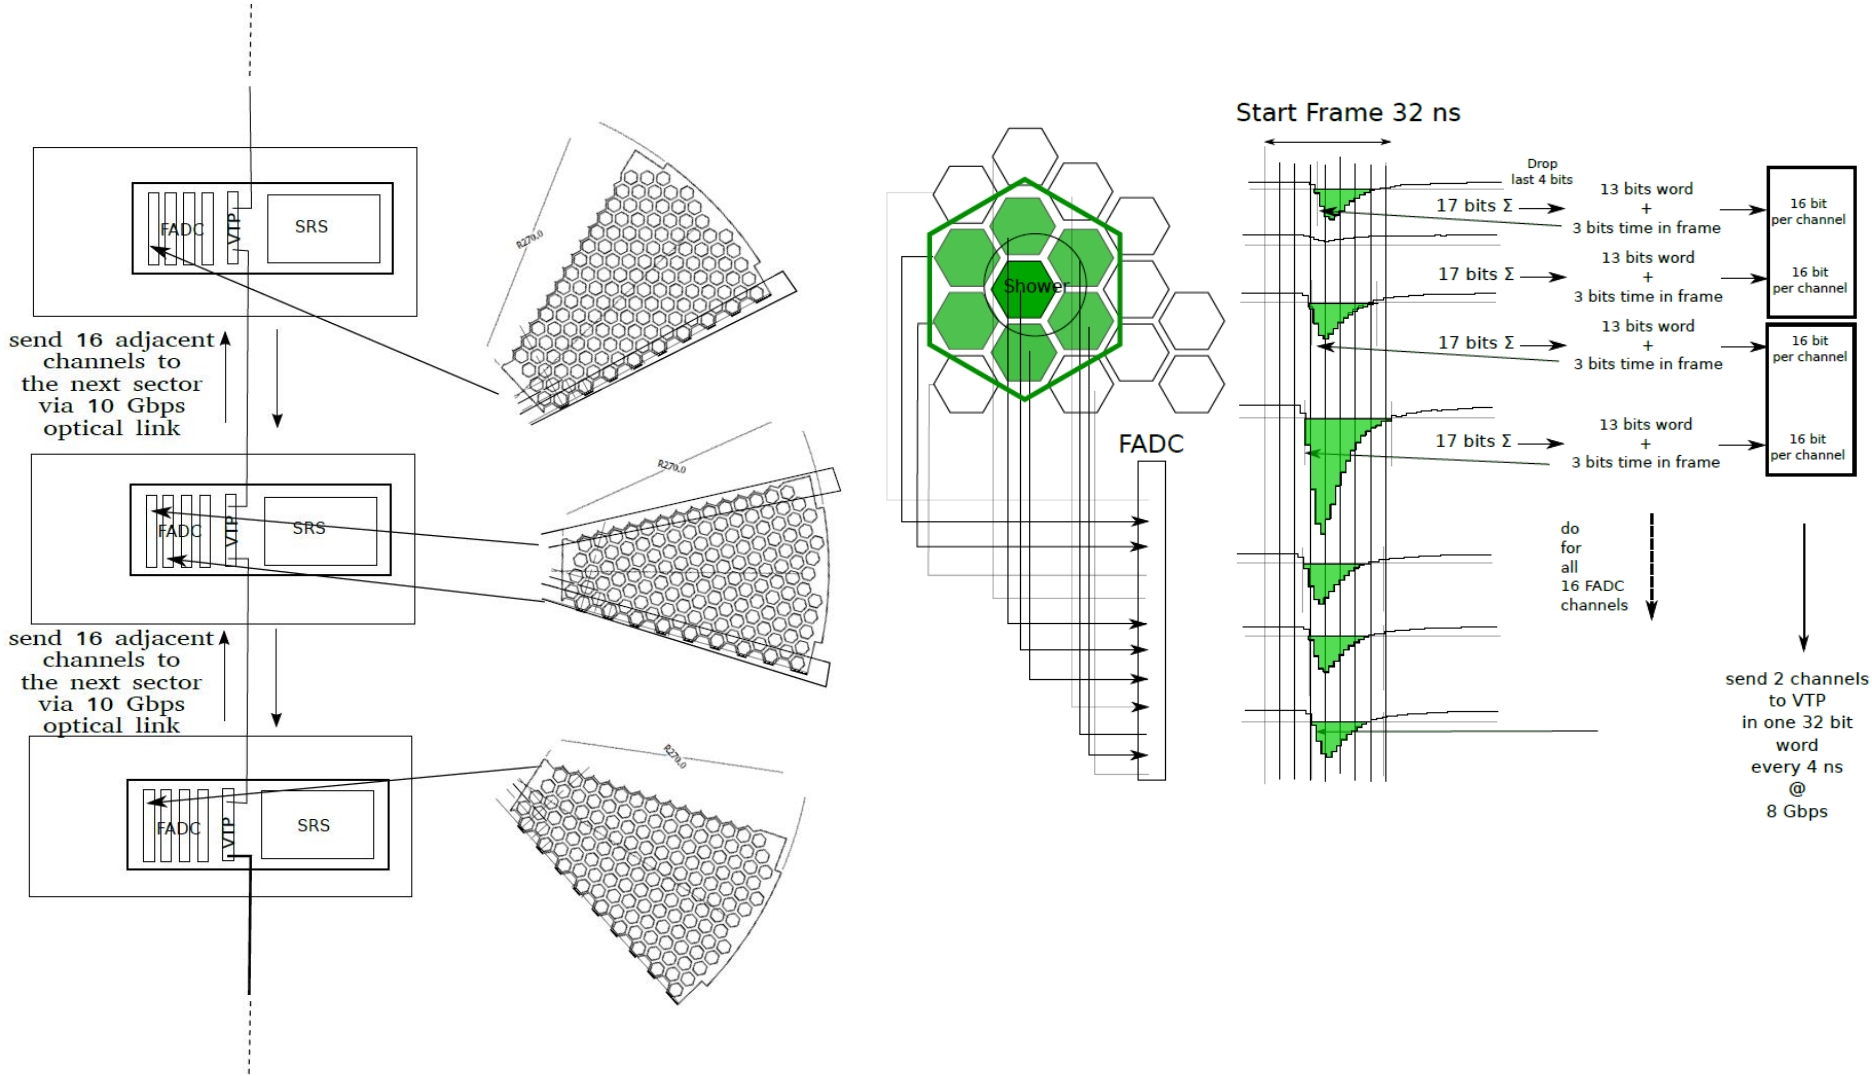 FADC
VTP
SRS
R270,0
send 16 adjacent
channels to
the next sector
via 10 Gbps
optical link
FADC
VTP
SRS
R270,0
send 16 adjacent
channels to
the next sector
via 10 Gbps
optical link
FADC
VTP
SRS
R270,0
Shower
FADC
Start Frame 32 ns
Drop
last 4 bits
17 bits Σ
13 bits word
+
3 bits time in frame
16 bit
per channel
17 bits Σ
13 bits word
+
3 bits time in frame
16 bit
per channel
17 bits Σ
13 bits word
+
3 bits time in frame
16 bit
per channel
17 bits Σ
13 bits word
+
3 bits time in frame
16 bit
per channel
do
for
all
16 FADC
channels
send 2 channels
to VTP
in one 32 bit
word
every 4 ns
@
8 Gbps